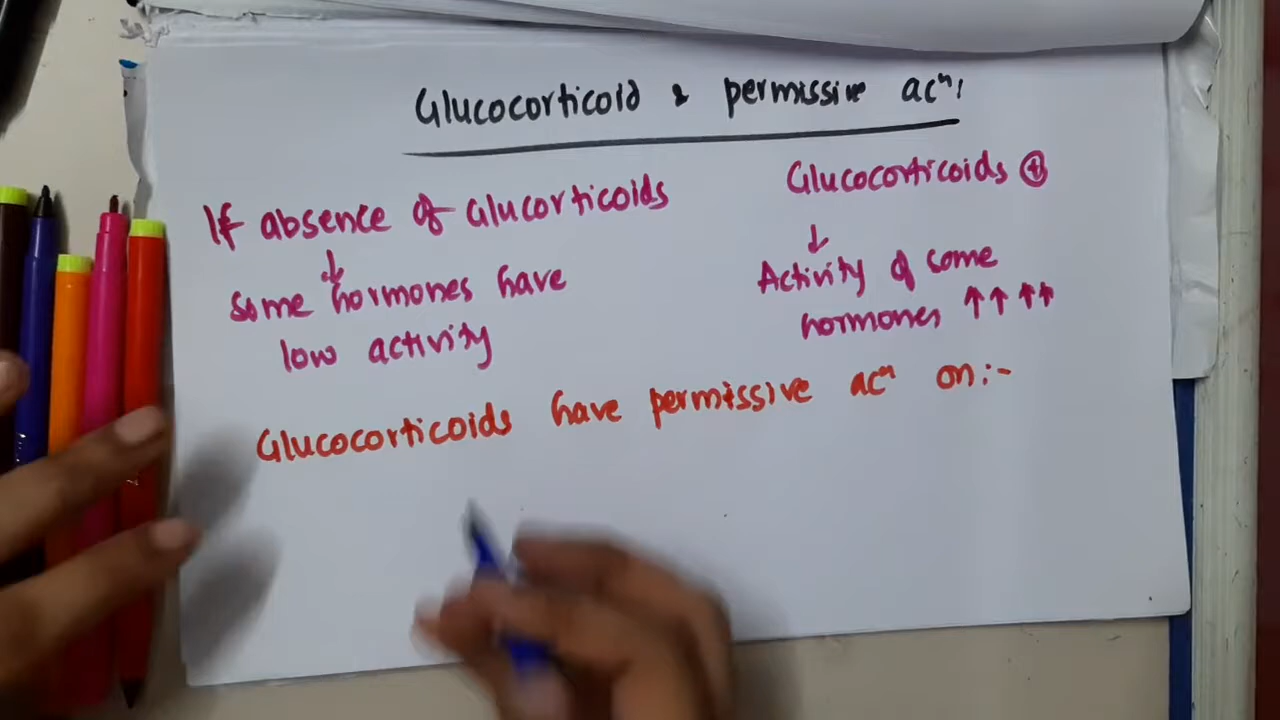 Glucocorticoid & permissive acⁿ:
If absence of Glucorticoids
↓
Some hormones have
low activity
Glucocorticoids ⊕
↓
Activity of some
hormones ↑↑↑↑
Glucocorticoids have permissive acⁿ on:-